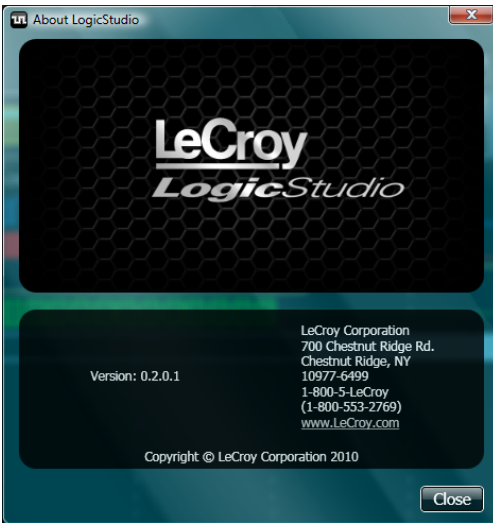 About LogicStudio
LeCroy
LogicStudio
Version: 0.2.0.1
LeCroy Corporation
700 Chestnut Ridge Rd.
Chestnut Ridge, NY
10977-6499
1-800-5-LeCroy
(1-800-553-2769)
www.LeCroy.com
Copyright © LeCroy Corporation 2010
Close